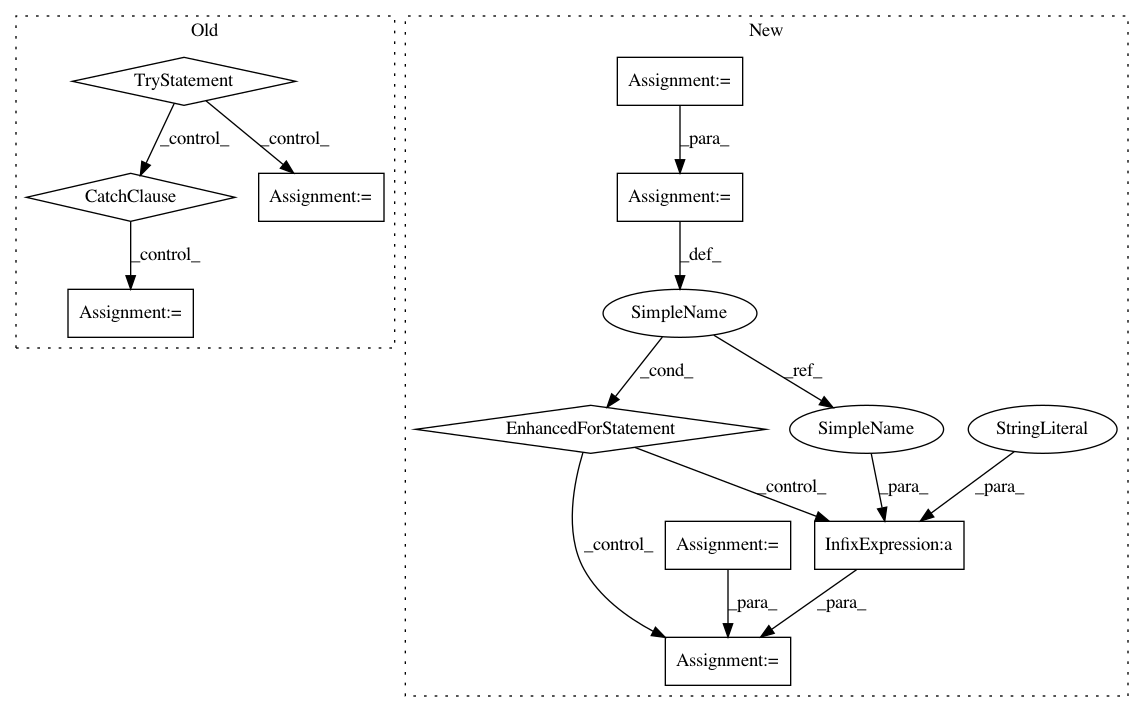 Old
New
TryStatement
Assignment:=
_control_
_control_
_para_
CatchClause
Assignment:=
Assignment:=
_control_
_def_
Assignment:=
SimpleName
_cond_
_ref_
EnhancedForStatement
SimpleName
StringLiteral
_control_
_para_
_para_
_control_
Assignment:=
InfixExpression:a
_para_
_para_
Assignment:=